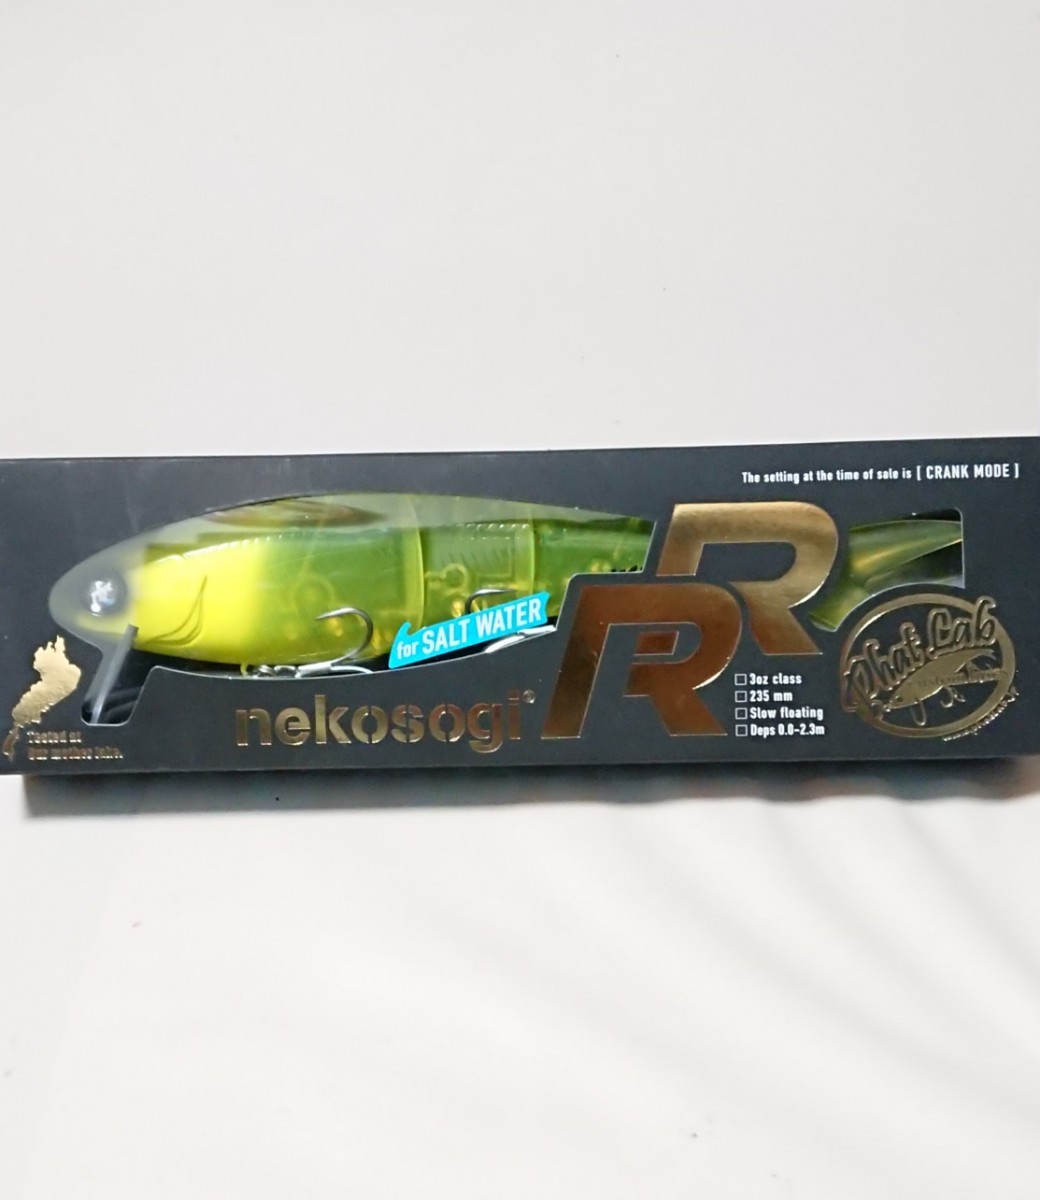 The setting at the time of sale is [ CRANK MODE ]
for SALT WATER
nekosogi®
RR
3oz class
235 mm
Slow floating
Deps 0.0-2.3m
Phat Lab
Tested at
our mother lake.